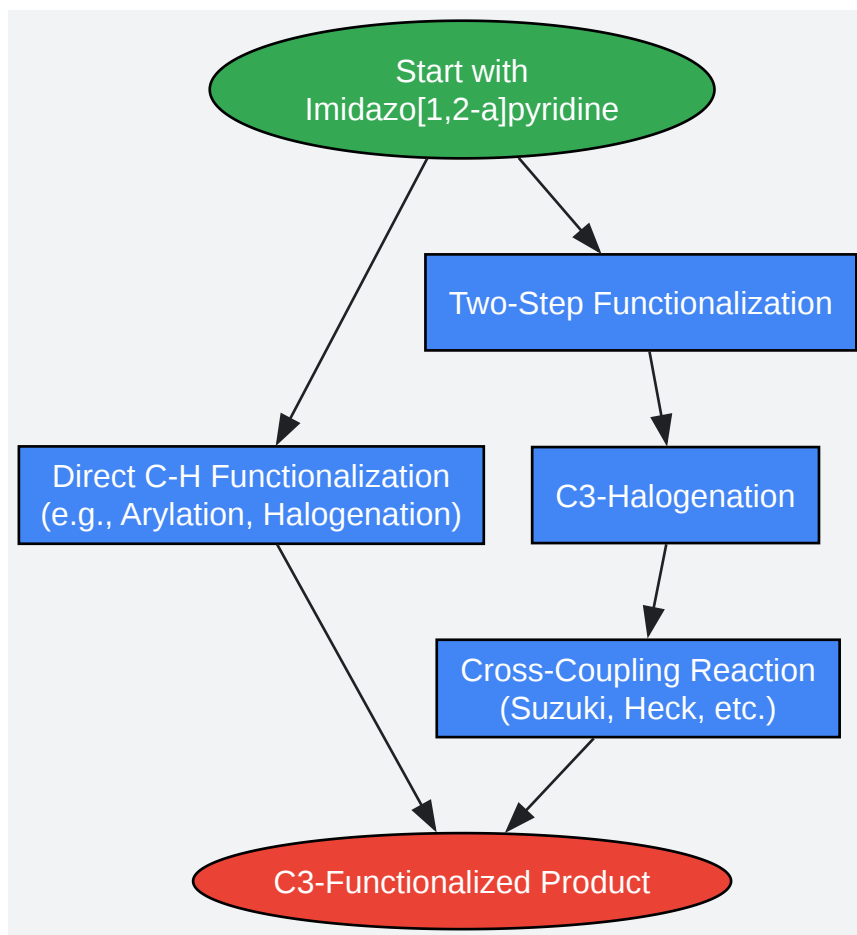 Start with
Imidazo[1,2-a]pyridine
Two-Step Functionalization
Direct C-H Functionalization
(e.g., Arylation, Halogenation)
C3-Halogenation
Cross-Coupling Reaction
(Suzuki, Heck, etc.)
C3-Functionalized Product